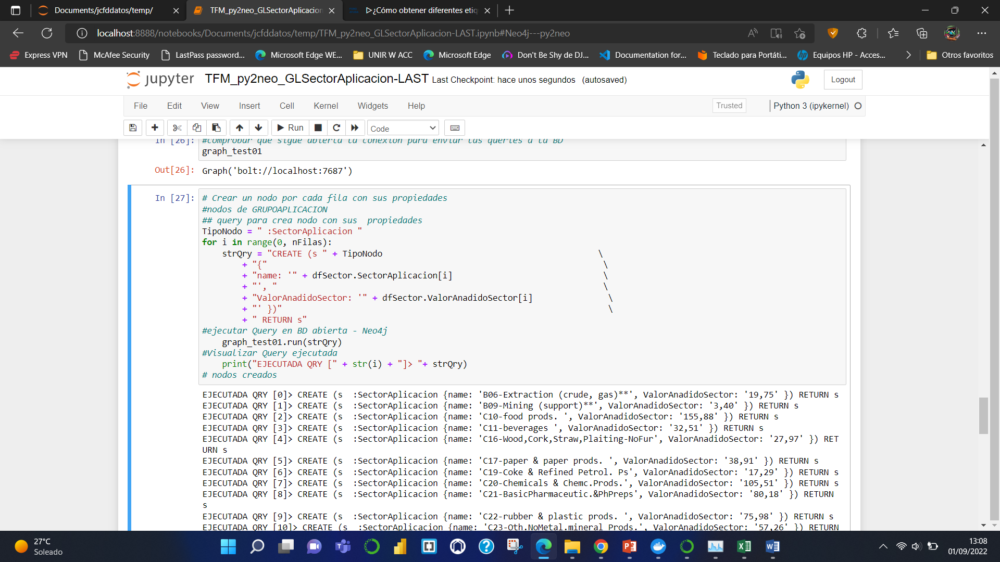 Documents/jcfddatos/temp/
TFM_py2neo_GLSectorAplicacion
ᐅ¿Cómo obtener diferentes etiq
localhost:8888/notebooks/Documents/jcfddatos/temp/TFM_py2neo_GLSectorAplicacion-LAST.ipynb#Neo4j---py2neo
Express VPN
McAfee Security
LastPass password...
Microsoft Edge WE...
UNIR W ACC
Microsoft Edge
Don't Be Shy de DJ...
Documentation for...
Teclado para Portáti...
Equipos HP - Acces...
Otros favoritos
jupyter TFM_py2neo_GLSectorAplicacion-LAST Last Checkpoint: hace unos segundos (autosaved)
Logout
File Edit View Insert Cell Kernel Widgets Help
Trusted
Python 3 (ipykernel)
Run
Code
In [26]: #comprobar que sigue abierta la conexion para enviar las queries a la BD
graph_test01
Out[26]: Graph('bolt://localhost:7687')
In [27]: # Crear un nodo por cada fila con sus propiedades
#nodos de GRUPOAPLICACION
## query para crea nodo con sus  propiedades
TipoNodo = " :SectorAplicacion "
for i in range(0, nFilas):
    strQry = "CREATE (s " + TipoNodo \
        + "{" \
        + "name: '" + dfSector.SectorAplicacion[i] \
        + "', " \
        + "ValorAnadidoSector: '" + dfSector.ValorAnadidoSector[i] \
        + "' })" \
        + " RETURN s"
#ejecutar Query en BD abierta - Neo4j
    graph_test01.run(strQry)
#Visualizar Query ejecutada
    print("EJECUTADA QRY [" + str(i) + "]> "+ strQry)
# nodos creados
EJECUTADA QRY [0]> CREATE (s  :SectorAplicacion {name: 'B06-Extraction (crude, gas)**', ValorAnadidoSector: '19,75' }) RETURN s
EJECUTADA QRY [1]> CREATE (s  :SectorAplicacion {name: 'B09-Mining (support)**', ValorAnadidoSector: '3,40' }) RETURN s
EJECUTADA QRY [2]> CREATE (s  :SectorAplicacion {name: 'C10-food prods. ', ValorAnadidoSector: '155,88' }) RETURN s
EJECUTADA QRY [3]> CREATE (s  :SectorAplicacion {name: 'C11-beverages ', ValorAnadidoSector: '32,51' }) RETURN s
EJECUTADA QRY [4]> CREATE (s  :SectorAplicacion {name: 'C16-Wood,Cork,Straw,Plaiting-NoFur', ValorAnadidoSector: '27,97' }) RET
URN s
EJECUTADA QRY [5]> CREATE (s  :SectorAplicacion {name: 'C17-paper & paper prods. ', ValorAnadidoSector: '38,91' }) RETURN s
EJECUTADA QRY [6]> CREATE (s  :SectorAplicacion {name: 'C19-Coke & Refined Petrol. Ps', ValorAnadidoSector: '17,29' }) RETURN s
EJECUTADA QRY [7]> CREATE (s  :SectorAplicacion {name: 'C20-Chemicals & Chemc.Prods.', ValorAnadidoSector: '105,51' }) RETURN s
EJECUTADA QRY [8]> CREATE (s  :SectorAplicacion {name: 'C21-BasicPharmaceutic.&PhPreps', ValorAnadidoSector: '80,18' }) RETURN
s
EJECUTADA QRY [9]> CREATE (s  :SectorAplicacion {name: 'C22-rubber & plastic prods. ', ValorAnadidoSector: '75,98' }) RETURN s
EJECUTADA QRY [10]> CREATE (s  :SectorAplicacion {name: 'C23-Oth.NoMetal.mineral Prods.', ValorAnadidoSector: '57,26' }) RETURN
27°C
Soleado
13:08
01/09/2022